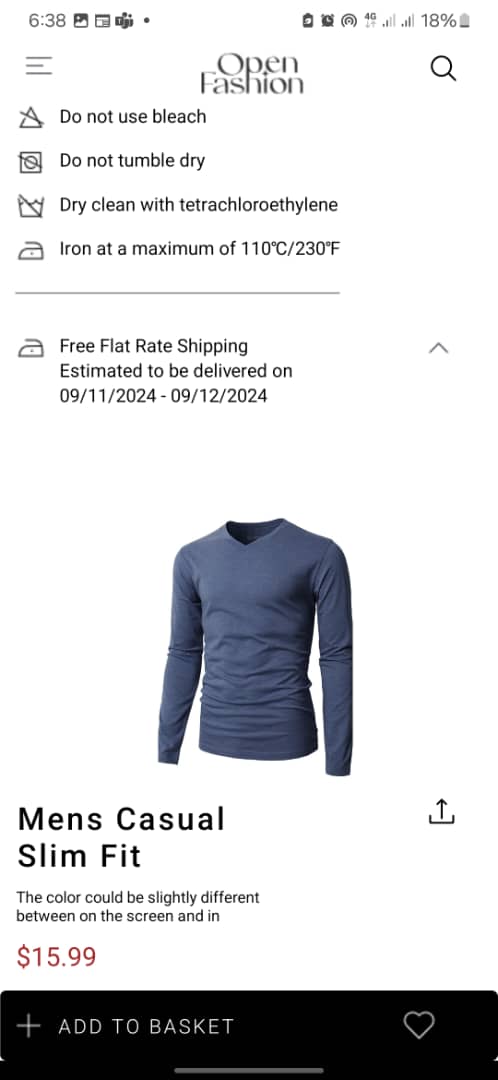 6:38 4G 18%
Open
Fashion
Do not use bleach
Do not tumble dry
Dry clean with tetrachloroethylene
Iron at a maximum of 110°C/230°F
Free Flat Rate Shipping
Estimated to be delivered on
09/11/2024 - 09/12/2024
Mens Casual
Slim Fit
The color could be slightly different
between on the screen and in
$15.99
ADD TO BASKET